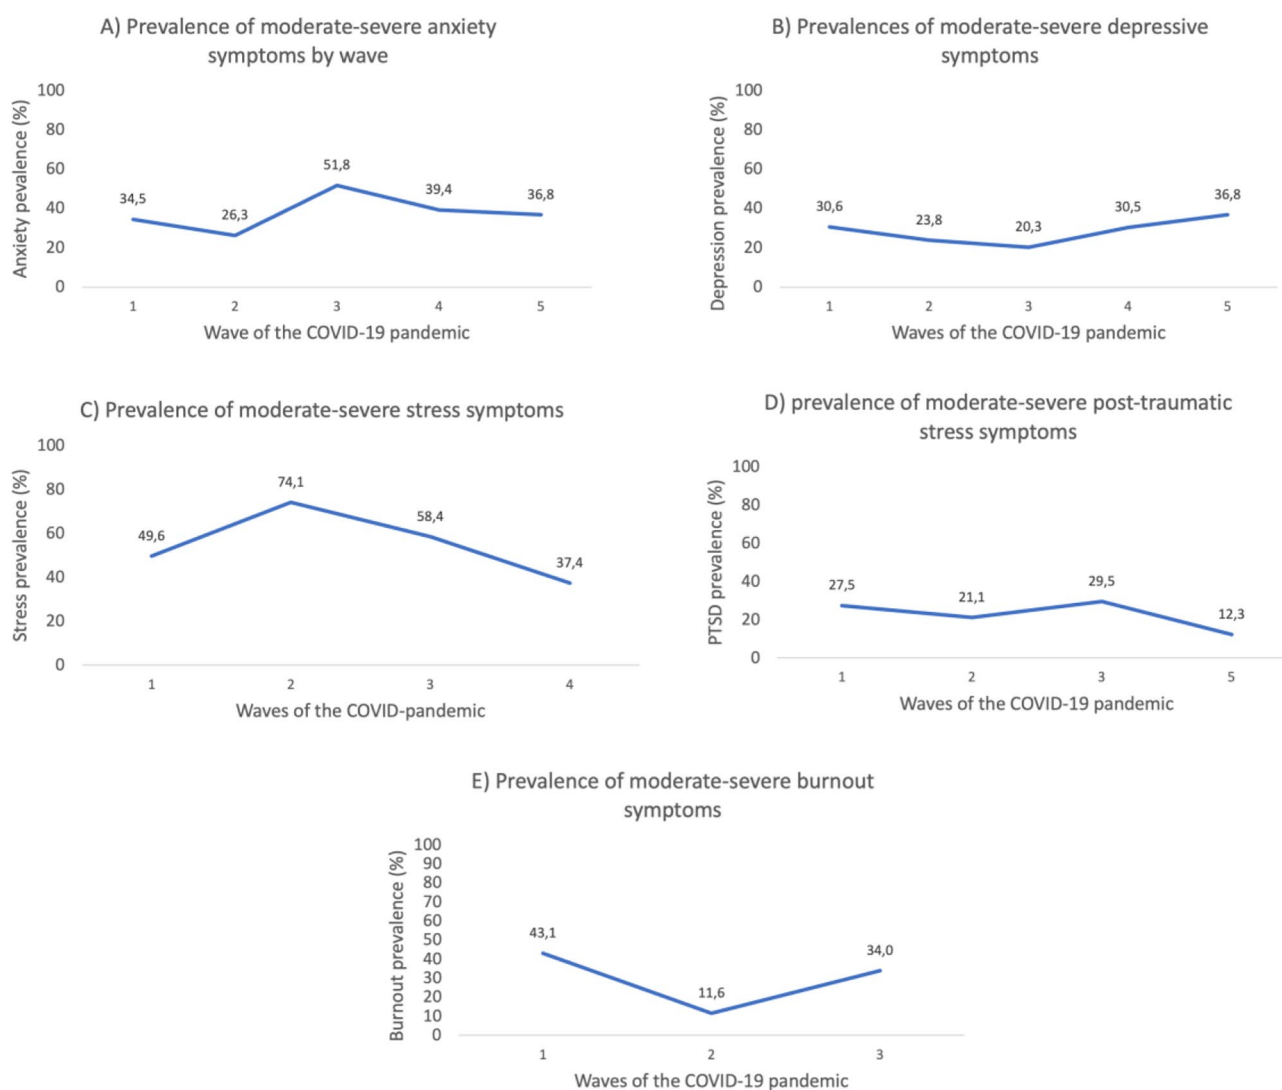 A) Prevalence of moderate-severe anxiety
symptoms by wave
Anxiety pevalence (%)
100
80
60
40
20
0
34,5
26,3
51,8
39,4
36,8
1 2 3 4 5
Wave of the COVID-19 pandemic
B) Prevalences of moderate-severe depressive
symptoms
Depression prevalence (%)
100
80
60
40
20
0
30,6
23,8
20,3
30,5
36,8
1 2 3 4 5
Waves of the COVID-19 pandemic
C) Prevalence of moderate-severe stress symptoms
Stress prevalence (%)
100
80
60
40
20
0
49,6
74,1
58,4
37,4
1 2 3 4
Waves of the COVID-pandemic
D) prevalence of moderate-severe post-traumatic
stress symptoms
PTSD prevalence (%)
100
80
60
40
20
0
27,5
21,1
29,5
12,3
1 2 3 5
Waves of the COVID-19 pandemic
E) Prevalence of moderate-severe burnout
symptoms
Burnout prevalence (%)
100
90
80
70
60
50
40
30
20
10
0
43,1
11,6
34,0
1 2 3
Waves of the COVID-19 pandemic